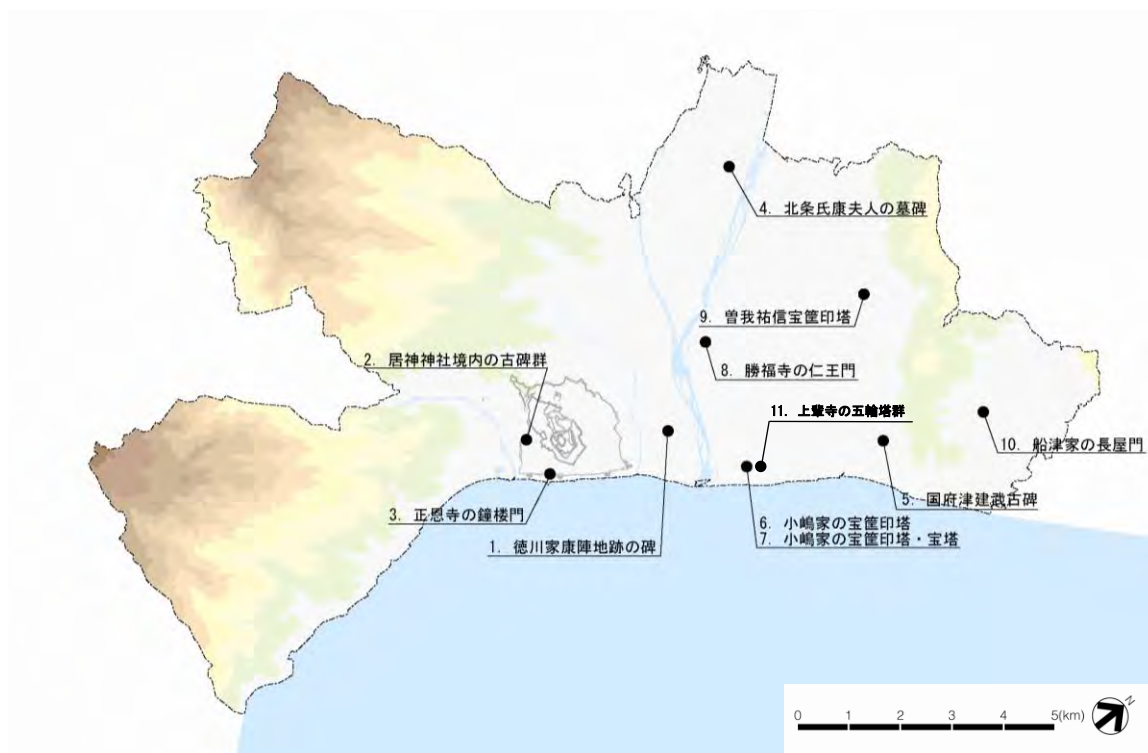 4. 北条氏康夫人の墓碑
9. 曽我祐信宝筐印塔
2. 居神神社境内の古碑群
8. 勝福寺の仁王門
11. 上輩寺の五輪塔群
10. 船津家の長屋門
3. 正恩寺の鐘楼門
5. 国府津建武古碑
1. 徳川家康陣地跡の碑
6. 小嶋家の宝筐印塔
7. 小嶋家の宝筐印塔・宝塔
0 1 2 3 4 5(km)
N